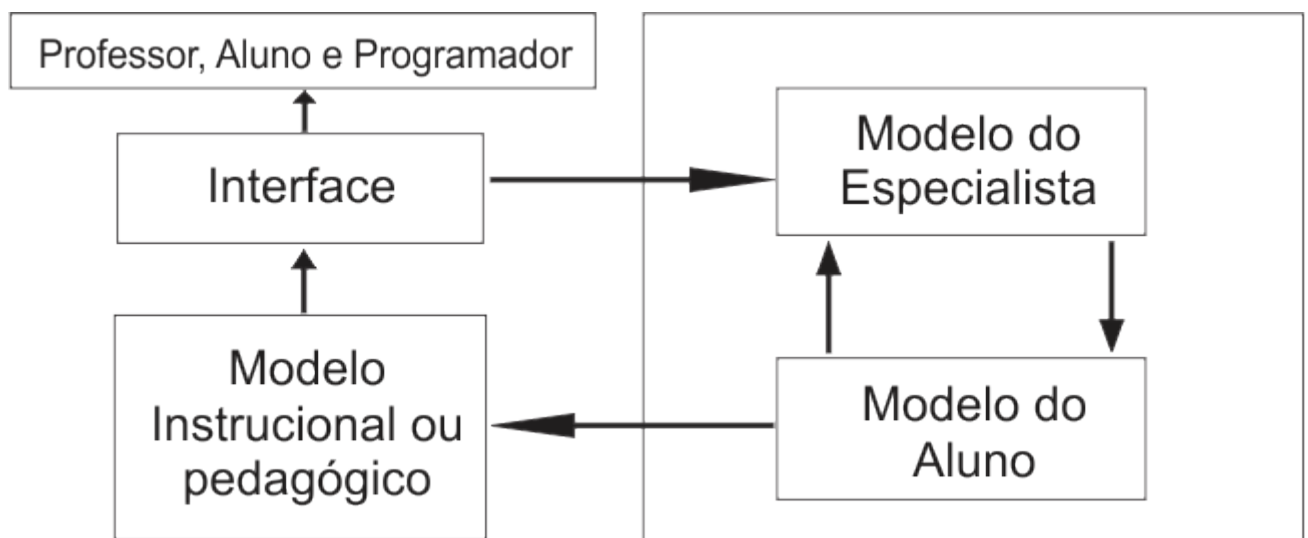 Professor, Aluno e Programador
Interface
Modelo
Instrucional ou
pedagógico
Modelo do
Especialista
Modelo do
Aluno